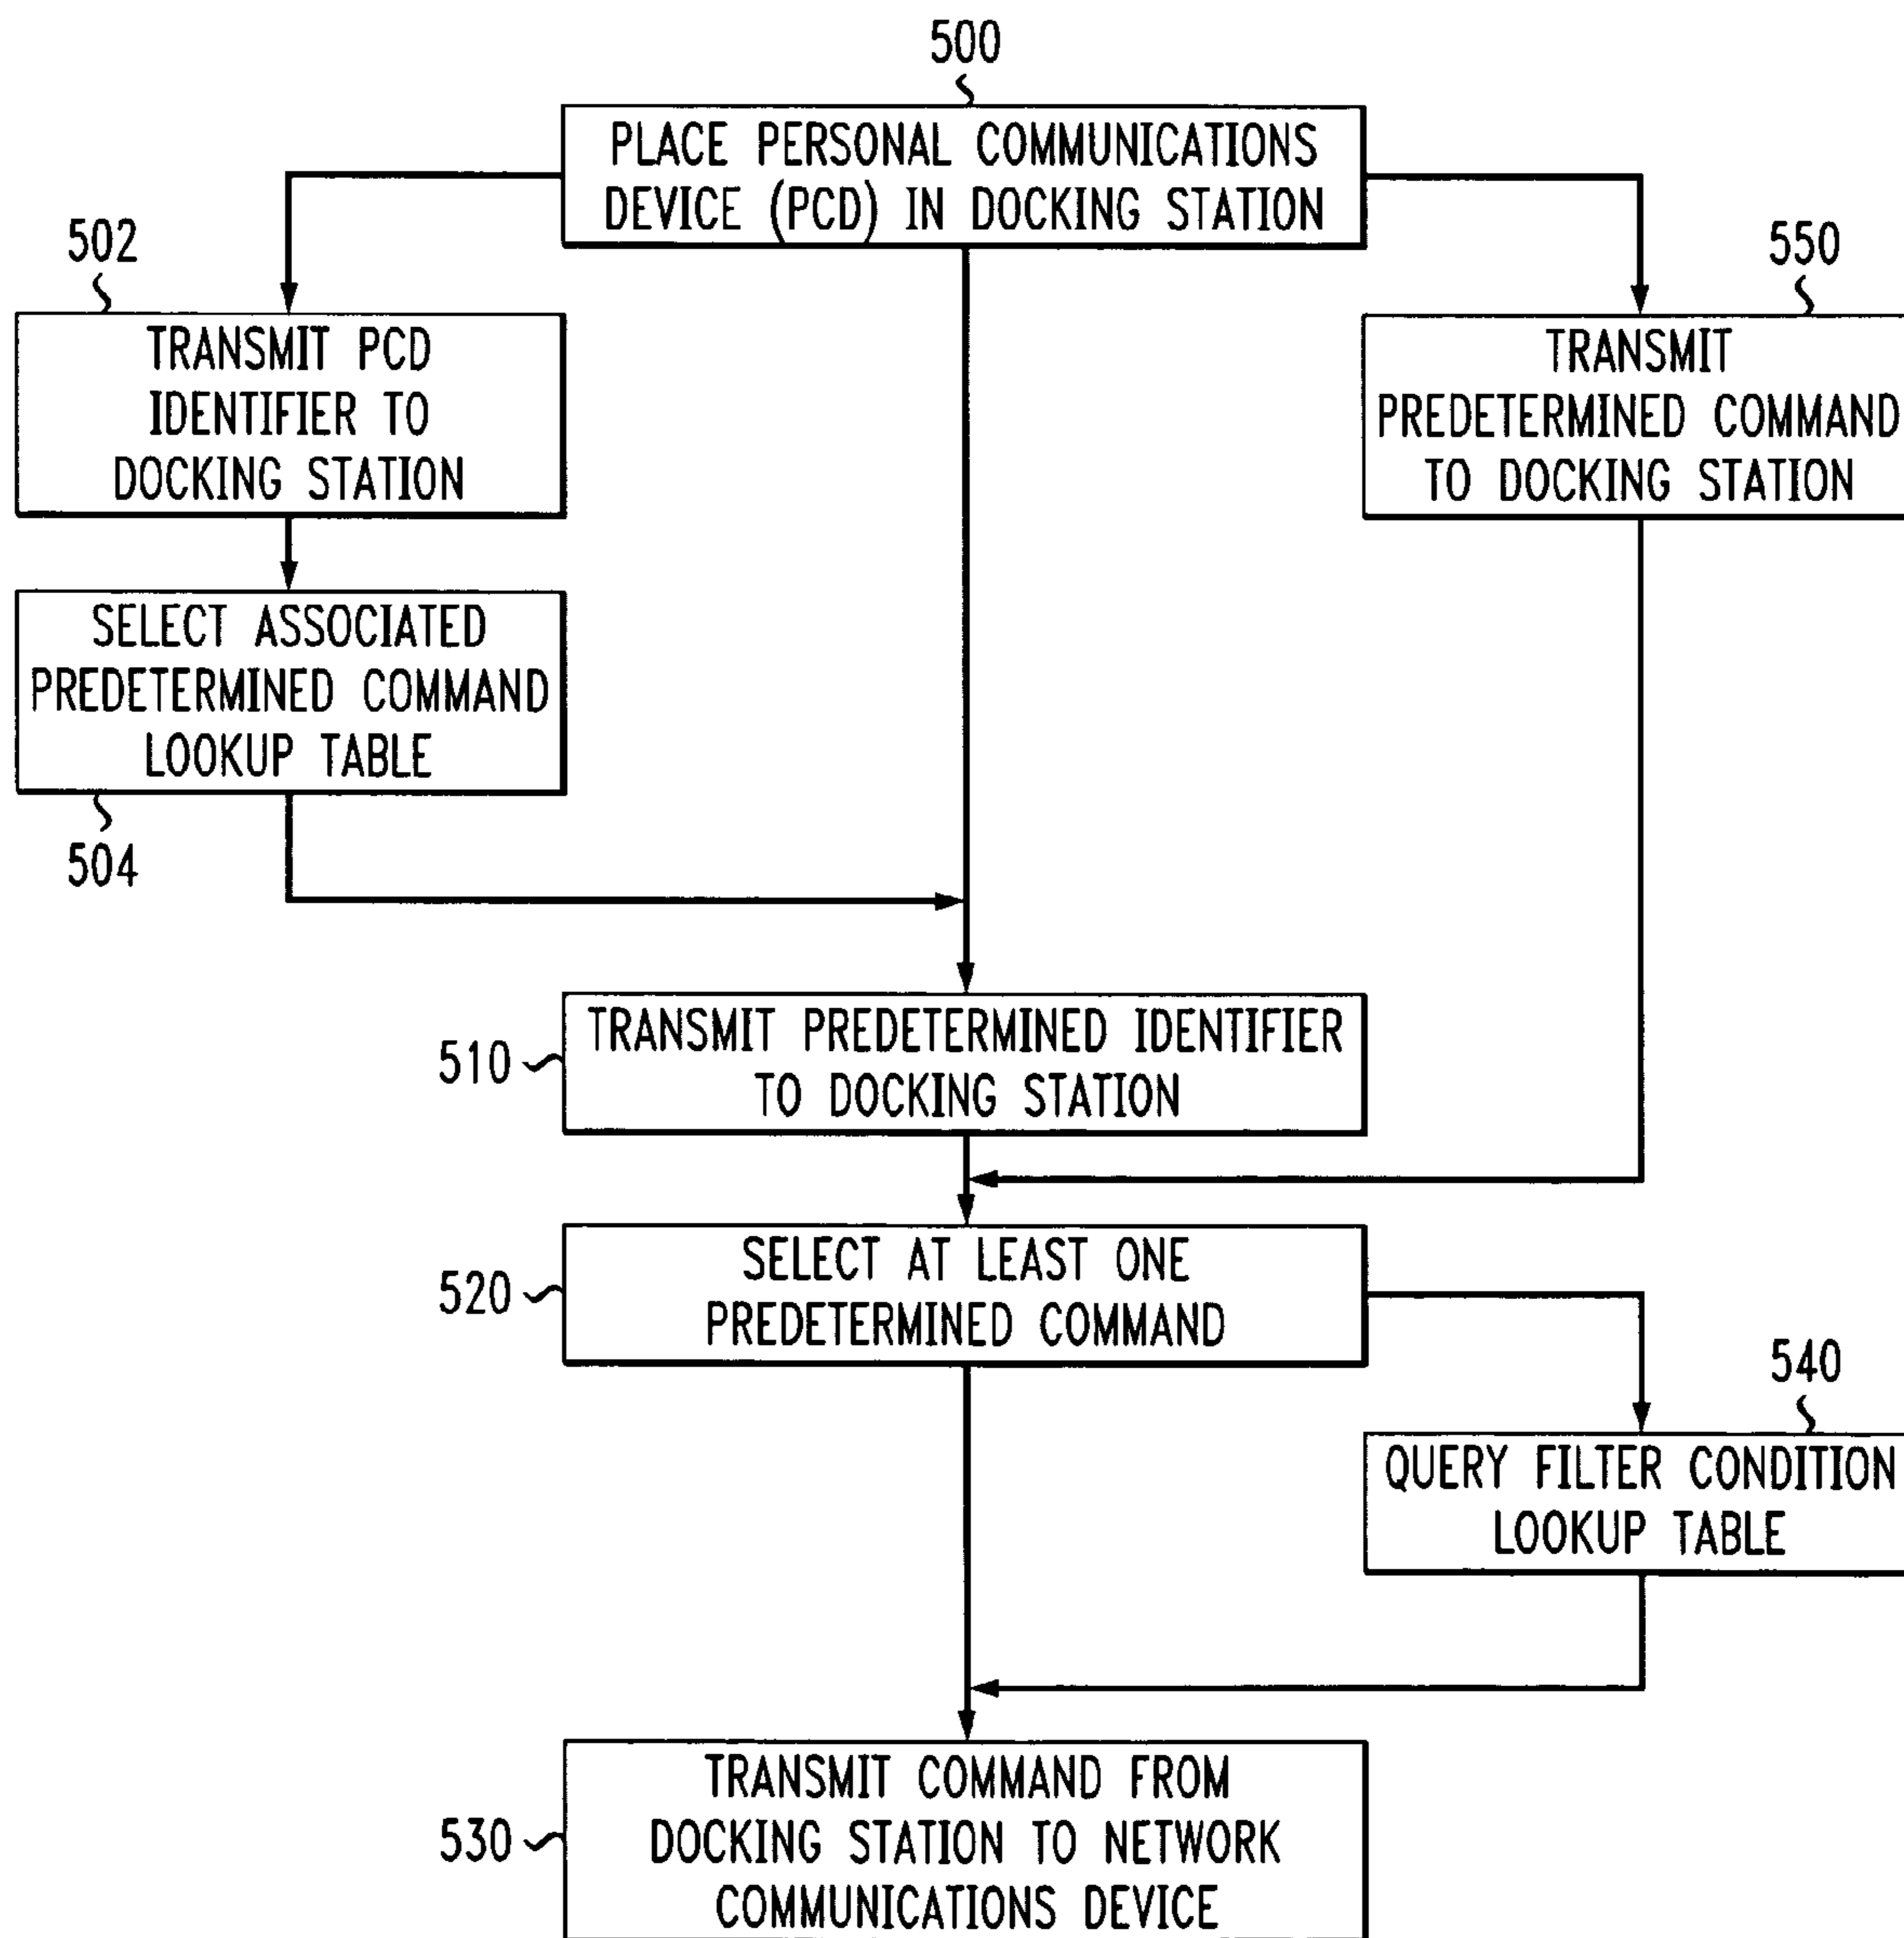 500
PLACE PERSONAL COMMUNICATIONS
DEVICE (PCD) IN DOCKING STATION
502
TRANSMIT PCD
IDENTIFIER TO
DOCKING STATION
550
TRANSMIT
PREDETERMINED COMMAND
TO DOCKING STATION
SELECT ASSOCIATED
PREDETERMINED COMMAND
LOOKUP TABLE
504
510
TRANSMIT PREDETERMINED IDENTIFIER
TO DOCKING STATION
520
SELECT AT LEAST ONE
PREDETERMINED COMMAND
540
QUERY FILTER CONDITION
LOOKUP TABLE
530
TRANSMIT COMMAND FROM
DOCKING STATION TO NETWORK
COMMUNICATIONS DEVICE